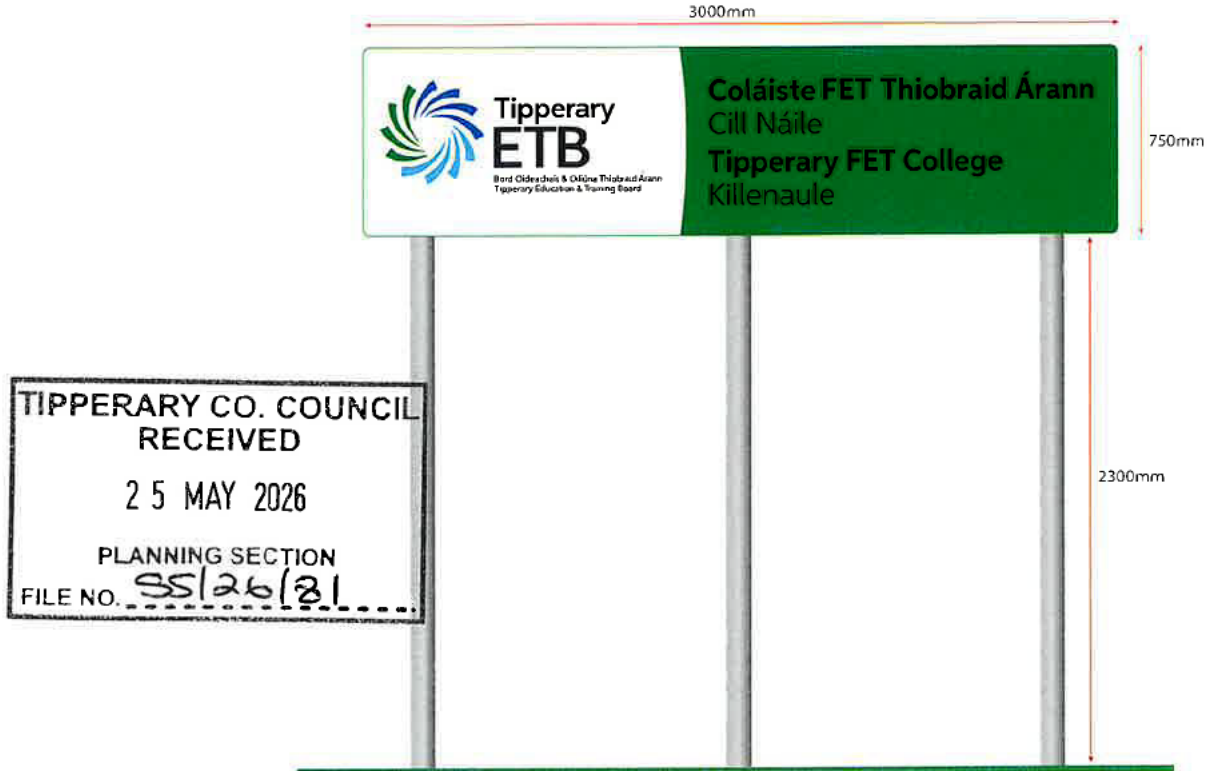 3000mm
Tipperary
ETB
Bord Oideachais & Oiliúna Thiobraid Árann
Tipperary Education & Training Board
Coláiste FET Thiobraid Árann
Cill Náile
Tipperary FET College
Killenaule
750mm
2300mm
TIPPERARY CO. COUNCIL
RECEIVED
25 MAY 2026
PLANNING SECTION
FILE NO. S5/26/81